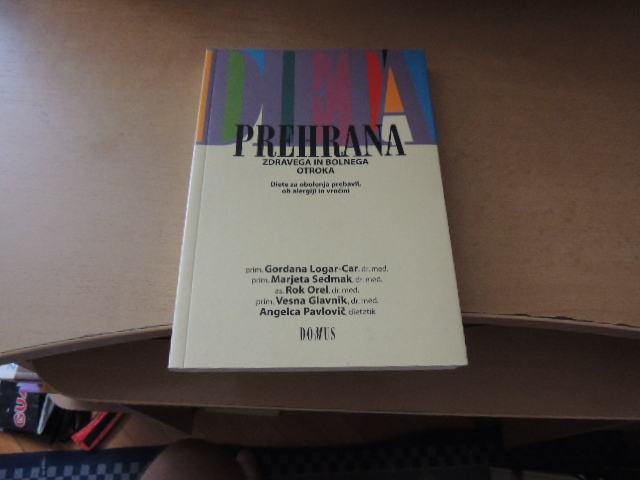 DIETA
PREHRANA
ZDRAVEGA IN BOLNEGA
OTROKA
Diete za obolenja prebavil,
ob alergiji in vročini
prim. Gordana Logar-Car, dr. med.
prim. Marjeta Sedmak, dr. med.
as. Rok Orel, dr. med.
prim. Vesna Glavnik, dr. med.
Angelca Pavlovič, dietetik
DOMUS